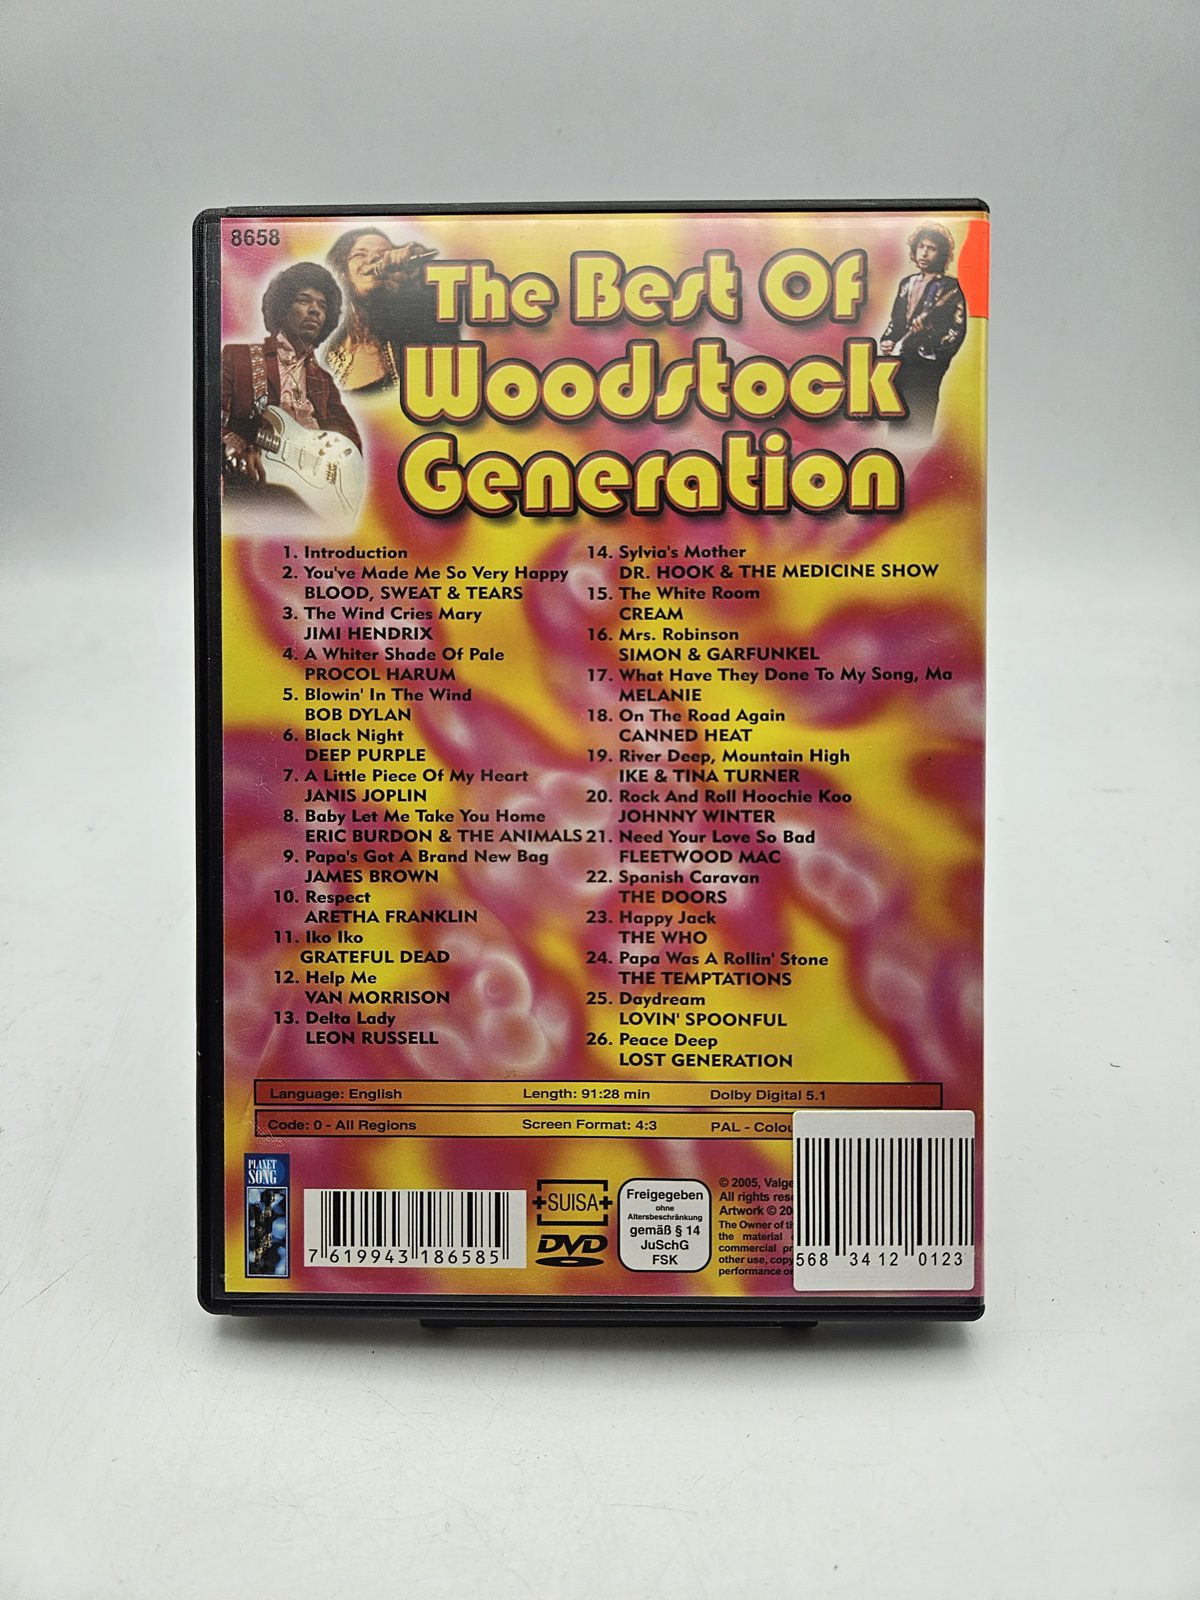 8658
The Best Of
Woodstock
Generation
1. Introduction
2. You've Made Me So Very Happy
BLOOD, SWEAT & TEARS
3. The Wind Cries Mary
JIMI HENDRIX
4. A Whiter Shade Of Pale
PROCOL HARUM
5. Blowin' In The Wind
BOB DYLAN
6. Black Night
DEEP PURPLE
7. A Little Piece Of My Heart
JANIS JOPLIN
8. Baby Let Me Take You Home
ERIC BURDON & THE ANIMALS
9. Papa's Got A Brand New Bag
JAMES BROWN
10. Respect
ARETHA FRANKLIN
11. Iko Iko
GRATEFUL DEAD
12. Help Me
VAN MORRISON
13. Delta Lady
LEON RUSSELL
14. Sylvia's Mother
DR. HOOK & THE MEDICINE SHOW
15. The White Room
CREAM
16. Mrs. Robinson
SIMON & GARFUNKEL
17. What Have They Done To My Song, Ma
MELANIE
18. On The Road Again
CANNED HEAT
19. River Deep, Mountain High
IKE & TINA TURNER
20. Rock And Roll Hoochie Koo
JOHNNY WINTER
21. Need Your Love So Bad
FLEETWOOD MAC
22. Spanish Caravan
THE DOORS
23. Happy Jack
THE WHO
24. Papa Was A Rollin' Stone
THE TEMPTATIONS
25. Daydream
LOVIN' SPOONFUL
26. Peace Deep
LOST GENERATION
Language: English Length: 91:28 min Dolby Digital 5.1
Code: 0 - All Regions Screen Format: 4:3 PAL - Colou
PLANET
SONG
7 619943 186585
SUISA
DVD
Freigegeben
ohne
Altersbeschränkung
gemäß § 14
JuSchG
FSK
© 2005, Valge
All rights rese
Artwork © 20
The Owner of th
the material
commercial pr
other use, copy
performance o
568 3412 0123